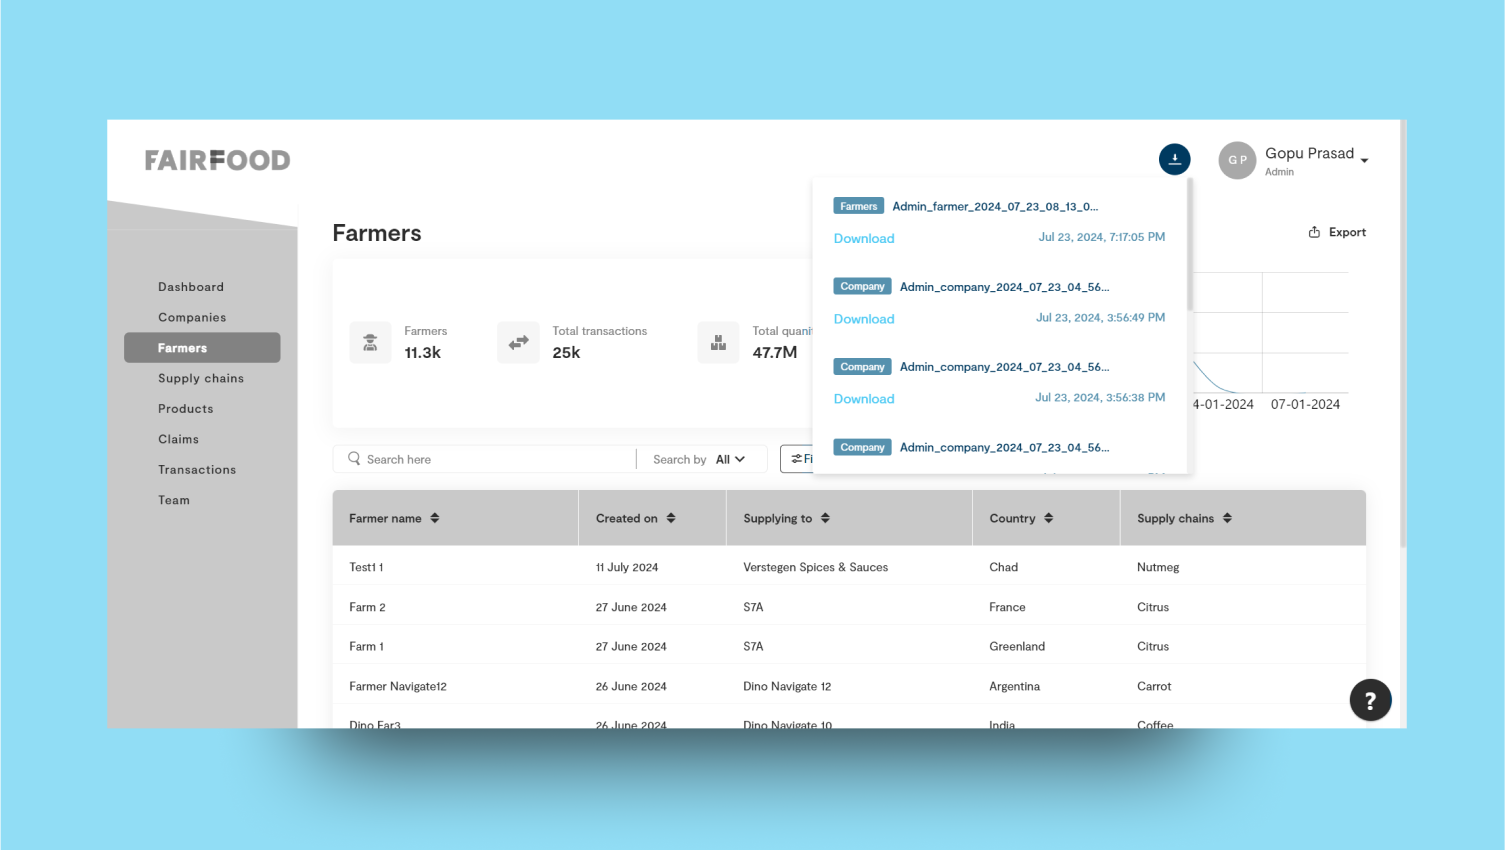 FAIRFOOD
GP
Gopu Prasad
Admin
Farmers
Export
Farmers Admin_farmer_2024_07_23_08_13_0...
Download Jul 23, 2024, 7:17:05 PM
Company Admin_company_2024_07_23_04_56...
Download Jul 23, 2024, 3:56:49 PM
Company Admin_company_2024_07_23_04_56...
Download Jul 23, 2024, 3:56:38 PM
Company Admin_company_2024_07_23_04_56...
Dashboard
Companies
Farmers
Supply chains
Products
Claims
Transactions
Team
Farmers
11.3k
Total transactions
25k
Total quanti
47.7M
4-01-2024 07-01-2024
Search here Search by All Fi
Farmer name Created on Supplying to Country Supply chains
Test1 1 11 July 2024 Verstegen Spices & Sauces Chad Nutmeg
Farm 2 27 June 2024 S7A France Citrus
Farm 1 27 June 2024 S7A Greenland Citrus
Farmer Navigate12 26 June 2024 Dino Navigate 12 Argentina Carrot
Dino Far3 26 June 2024 Dino Navigate 10 India Coffee
?